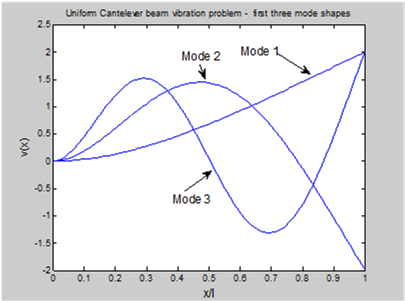 Uniform Cantelever beam vibration problem - first three mode shapes
2.5
2
1.5
1
0.5
0
-0.5
-1
-1.5
-2
v(x)
Mode 1
Mode 2
Mode 3
0 0.1 0.2 0.3 0.4 0.5 0.6 0.7 0.8 0.9 1
x/l